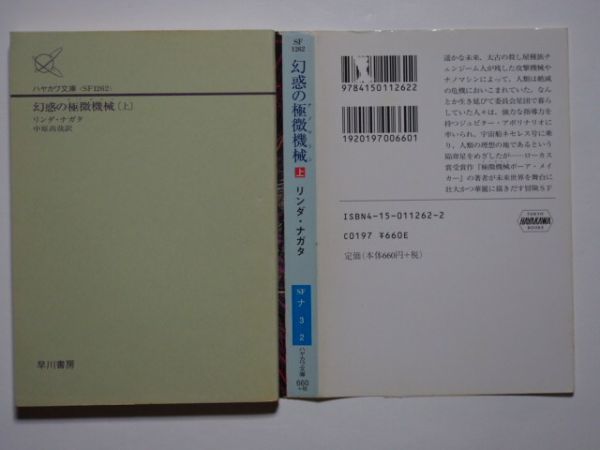 ハヤカワ文庫〈SF1262〉
幻惑の極微機械〔上〕
リンダ・ナガタ
中原尚哉訳
早川書房
SF
1262
幻惑の極微機械
上
リンダ・ナガタ
SF
ナ
3
2
ハヤカワ文庫
660
9784150112622
1920197006601
ISBN4-15-011262-2
C0197 ¥660E
定価(本体660円+税)
遥かな未来、太古の殺し屋種族チ
ェンジーム人が残した攻撃機械や
ナノマシンによって、人類は絶滅
の危機においこまれていた。なん
とか生き延びて委員会星団で暮ら
していた人々は、強力な指導力を
持つジュピター・アポリナリオに
率いられ、宇宙船ネセレス号に乗
り、人類の理想の地であるという
陥穽星をめざしたが……ローカス
賞受賞作『極微機械ボーア・メイ
カー』の著者が未来世界を舞台に
壮大かつ華麗に描きだす冒険SF
TOKYO
HAYAKAWA
BOOKS